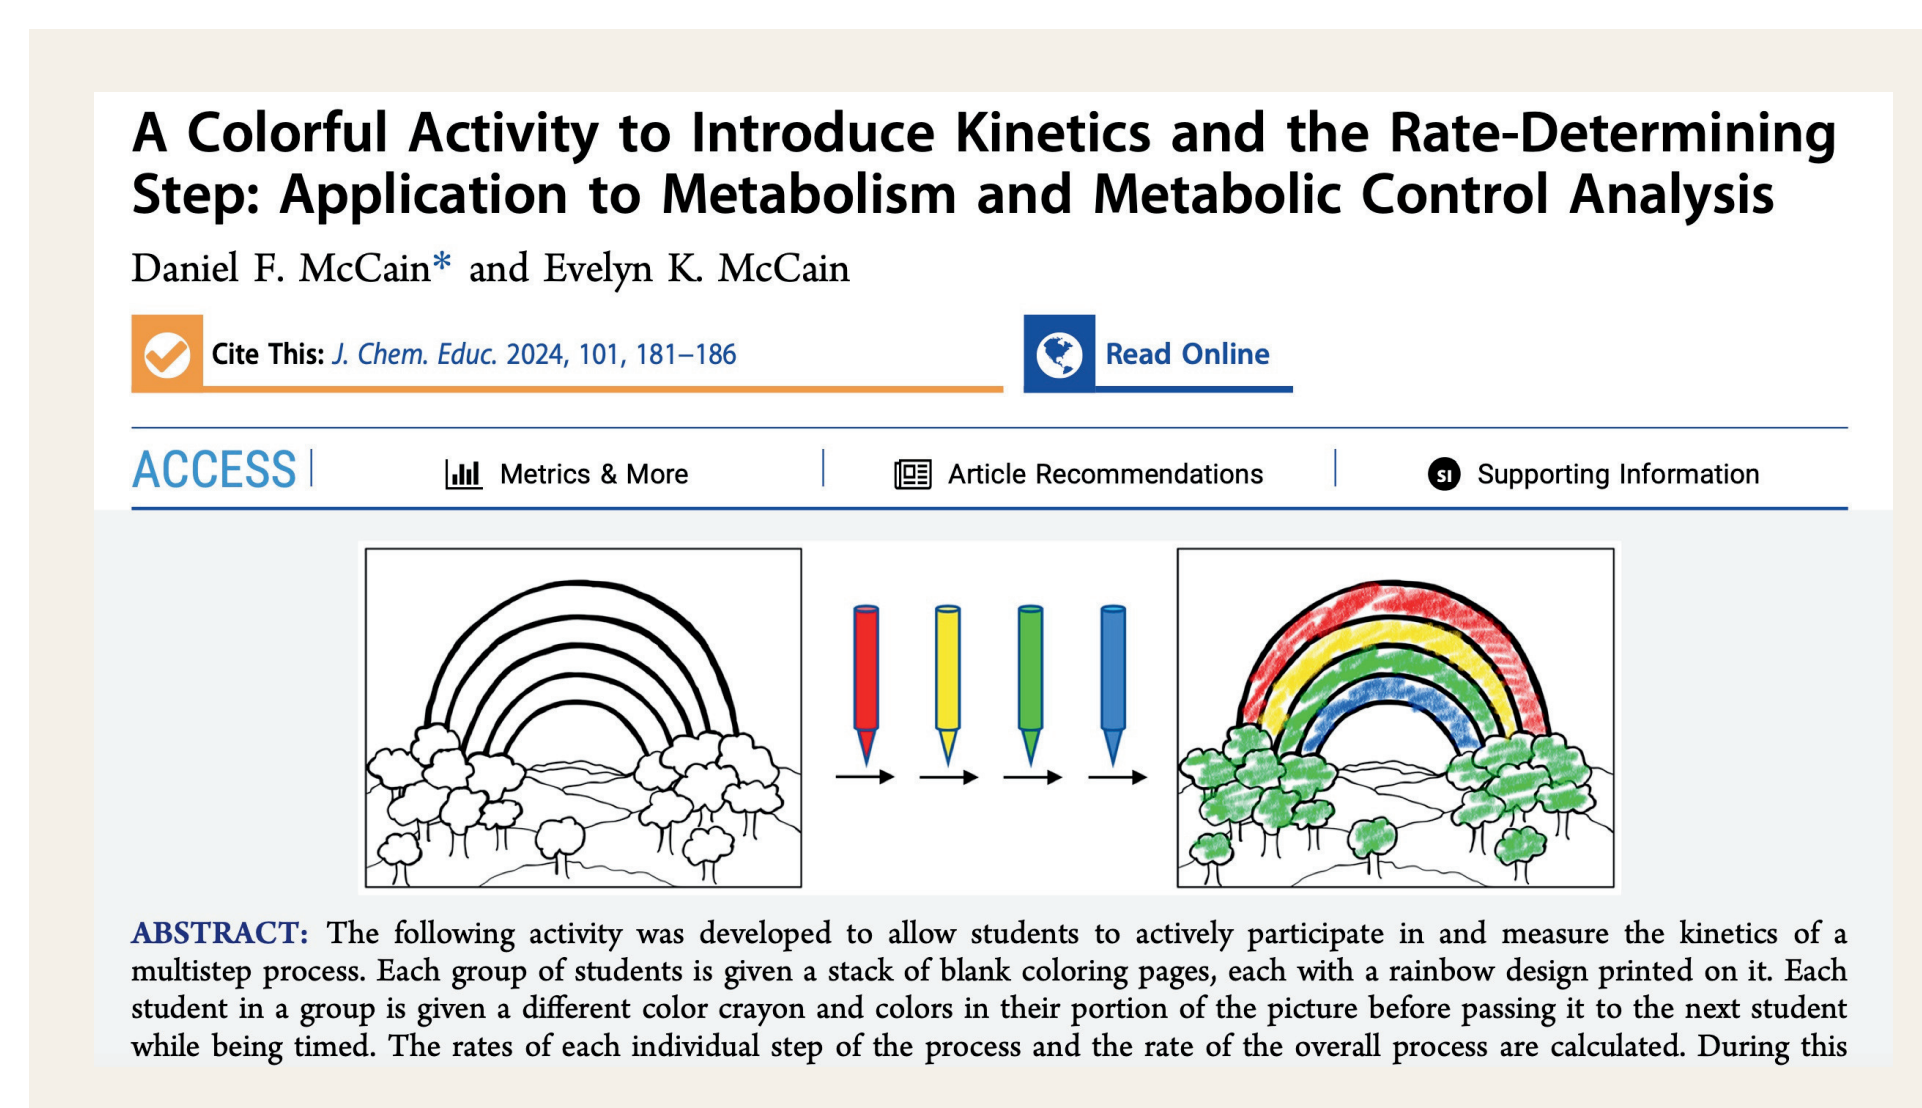 A Colorful Activity to Introduce Kinetics and the Rate-Determining
Step: Application to Metabolism and Metabolic Control Analysis
Daniel F. McCain* and Evelyn K. McCain
Cite This: J. Chem. Educ. 2024, 101, 181–186
Read Online
ACCESS
Metrics & More
Article Recommendations
SI Supporting Information
ABSTRACT: The following activity was developed to allow students to actively participate in and measure the kinetics of a
multistep process. Each group of students is given a stack of blank coloring pages, each with a rainbow design printed on it. Each
student in a group is given a different color crayon and colors in their portion of the picture before passing it to the next student
while being timed. The rates of each individual step of the process and the rate of the overall process are calculated. During this